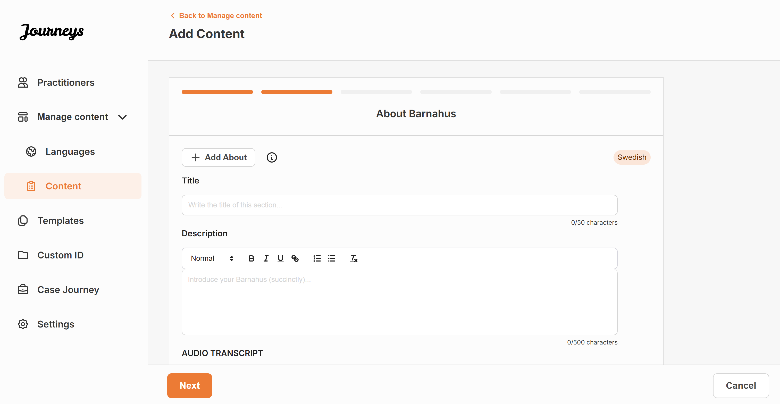 Journeys
Back to Manage content
Add Content
Practitioners
Manage content
Languages
Content
Templates
Custom ID
Case Journey
Settings
About Barnahus
Add About
Swedish
Title
Write the title of this section
0/50 characters
Description
Normal B I U
Introduce your Barnahus (succinctly)...
0/500 characters
AUDIO TRANSCRIPT
Next
Cancel